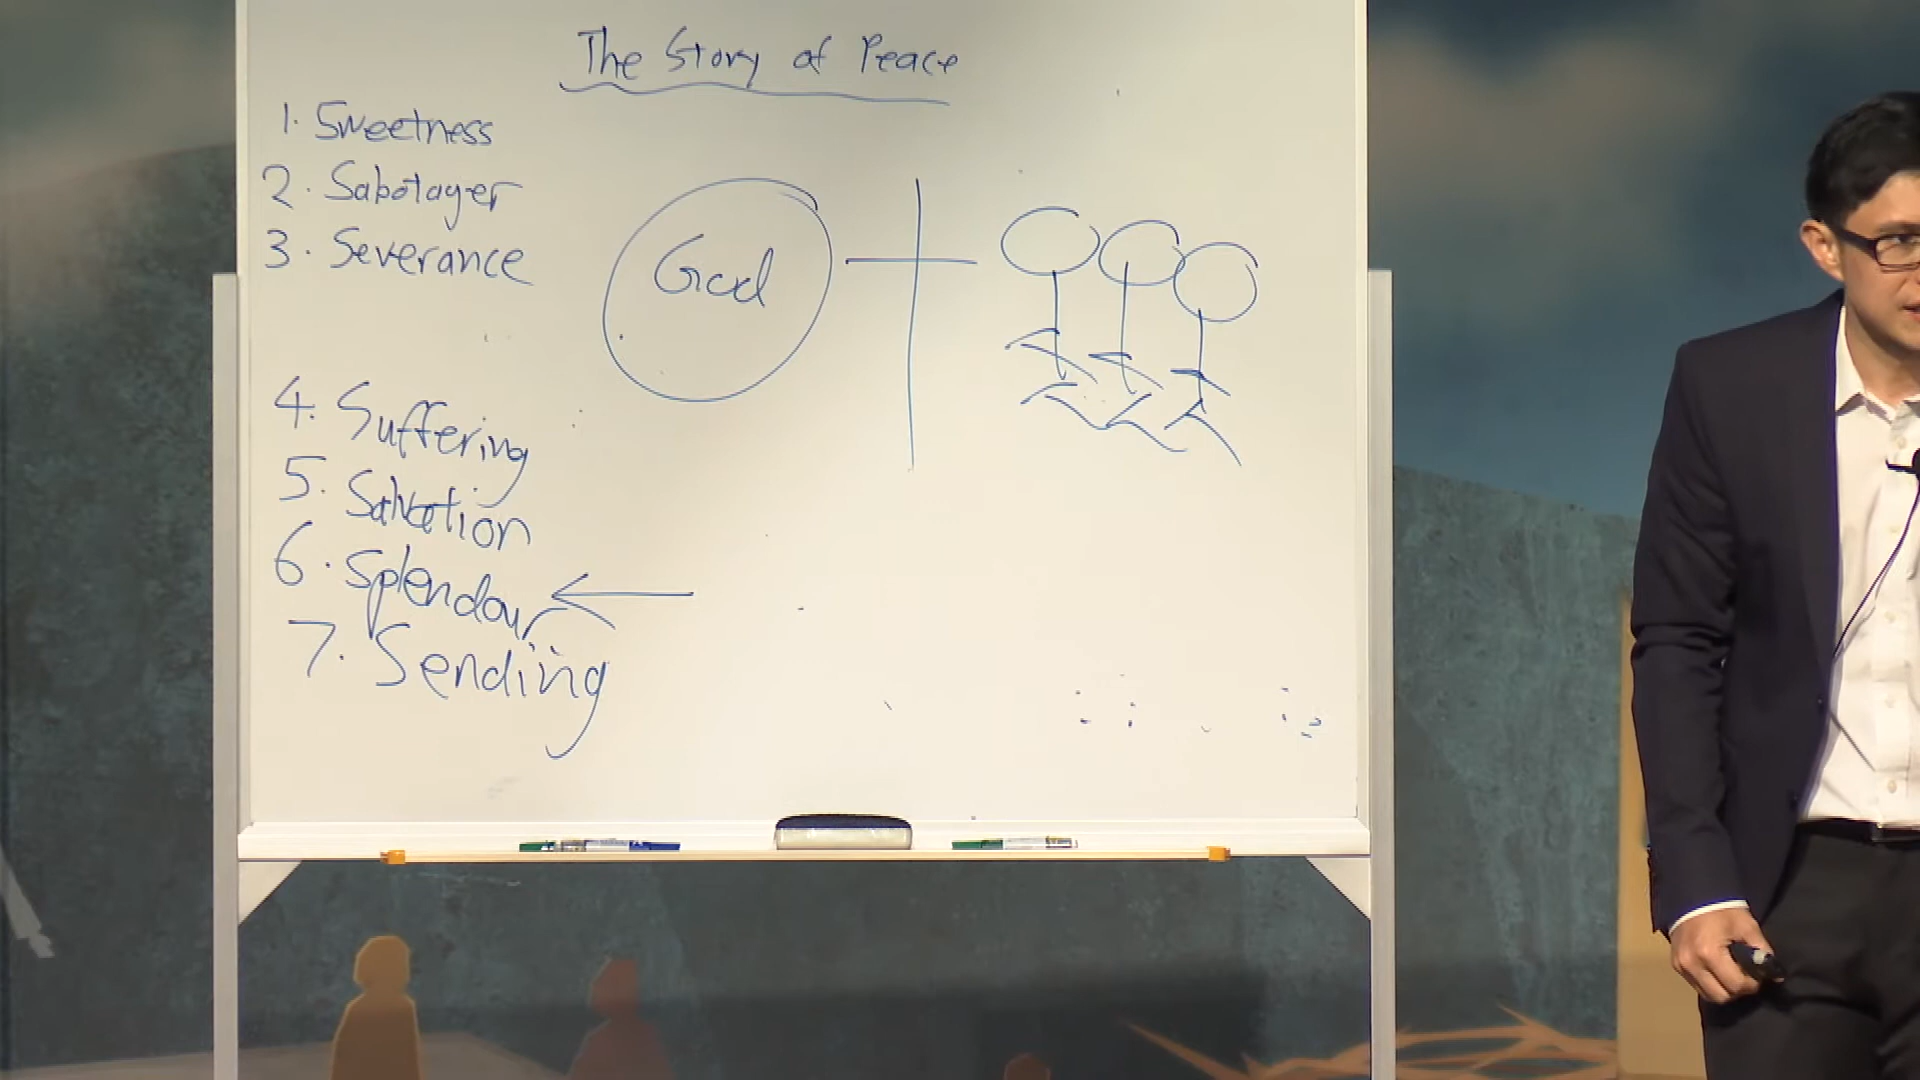 The Story of Peace
1. Sweetness
2. Sabotager
3. Severance
God
4. Suffering
5. Salvation
6. Splendour
7. Sending